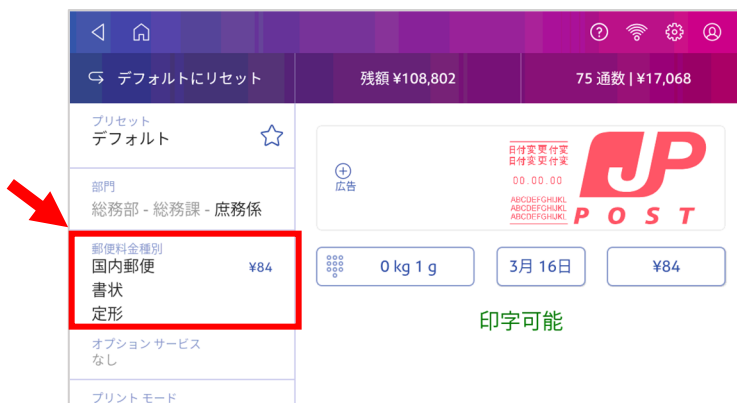 デフォルトにリセット
残額 ¥108,802
75 通数 | ¥17,068
プリセット
デフォルト
部門
総務部 - 総務課 - 庶務係
郵便料金種別
国内郵便 ¥84
書状
定形
オプション サービス
なし
プリント モード
広告
日付変更付変
日付変更付変
00.00.00
ABCDEFGHIJKL
ABCDEFGHIJKL
ABCDEFGHIJKL
JP
POST
0 kg 1 g
3月 16日
¥84
印字可能